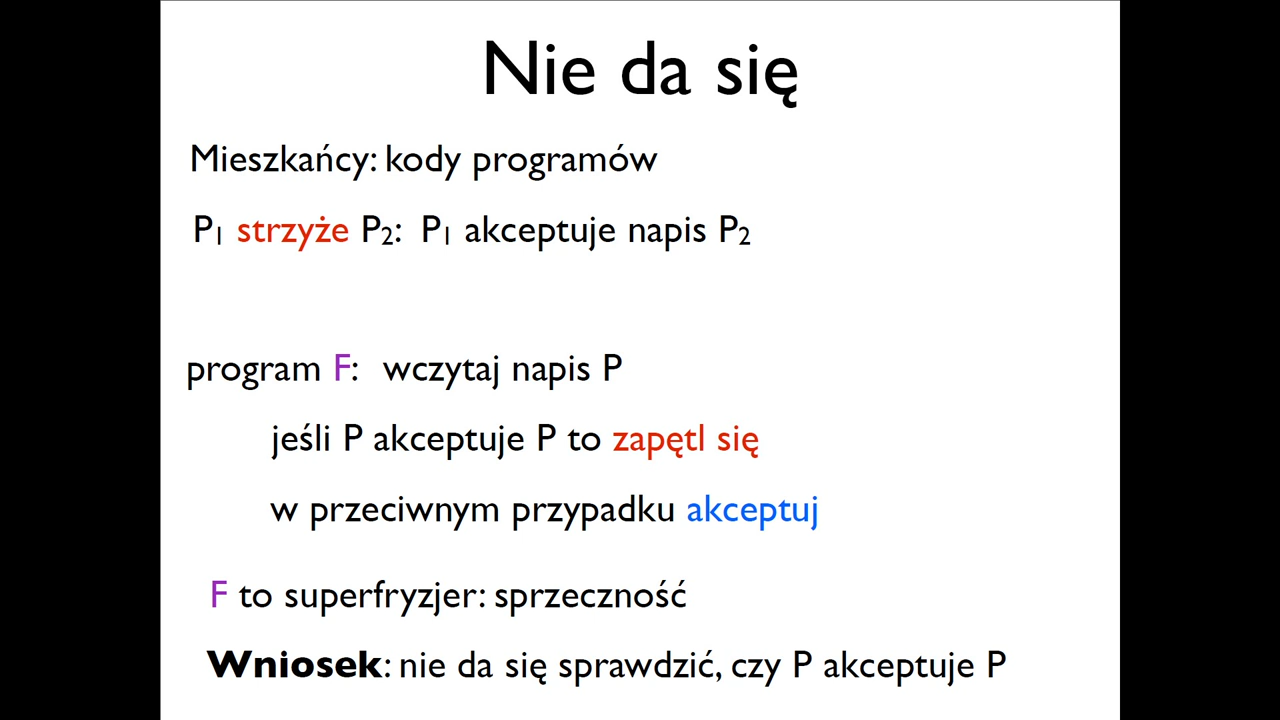 Nie da się
Mieszkańcy: kody programów
P₁ strzyże P₂: P₁ akceptuje napis P₂
program F: wczytaj napis P
jeśli P akceptuje P to zapętl się
w przeciwnym przypadku akceptuj
F to superfryzjer: sprzeczność
Wniosek: nie da się sprawdzić, czy P akceptuje P